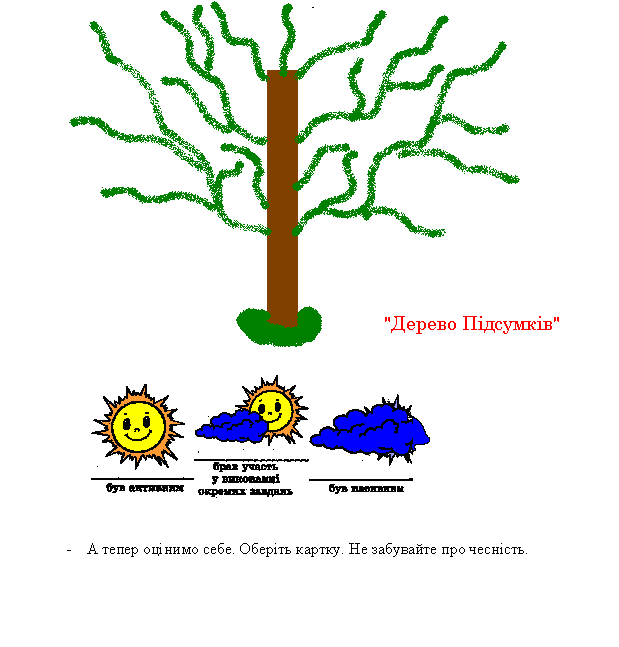 "Дерево Підсумків"
був активним
брав участь
у виконанні
окремих завдань
був пасивним
- А тепер оцінимо себе. Оберіть картку. Не забувайте про чесність.